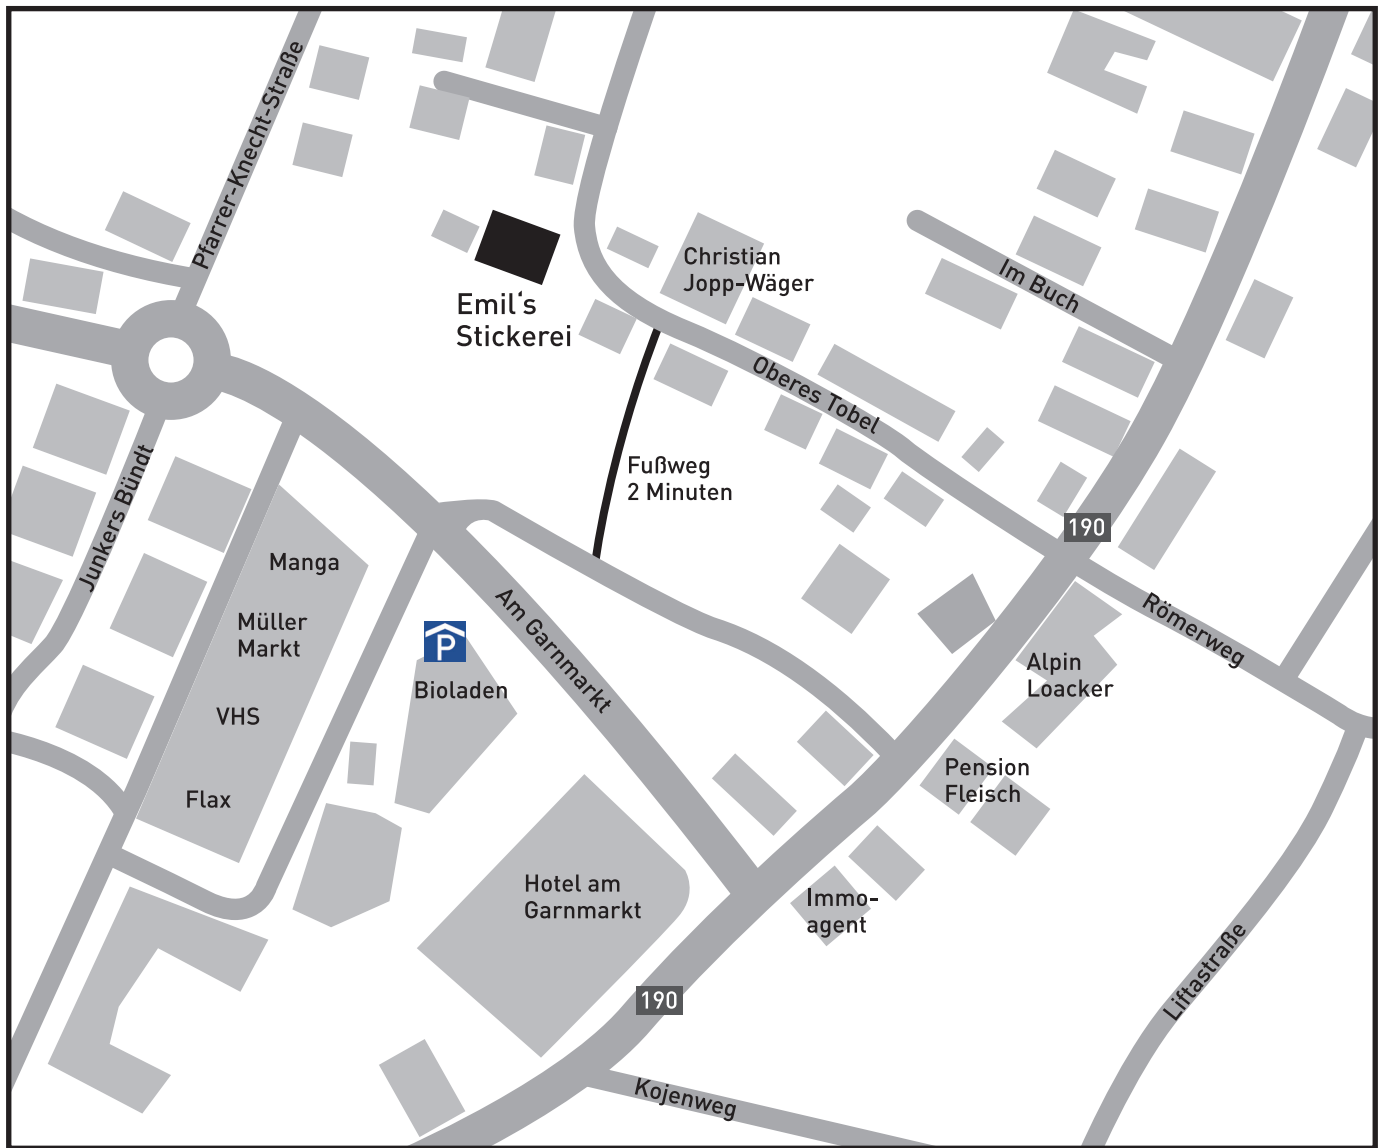 Pfarrer-Knecht-Straße
Christian
Jopp-Wäger
Im Buch
Emil‘s
Stickerei
Oberes Tobel
Fußweg
2 Minuten
Junkers Bündt
190
Manga
Müller
Markt
Am Garnmarkt
Römerweg
P
Bioladen
Alpin
Loacker
VHS
Pension
Fleisch
Flax
Hotel am
Garnmarkt
Immo-
agent
Liftastraße
190
Kojenweg